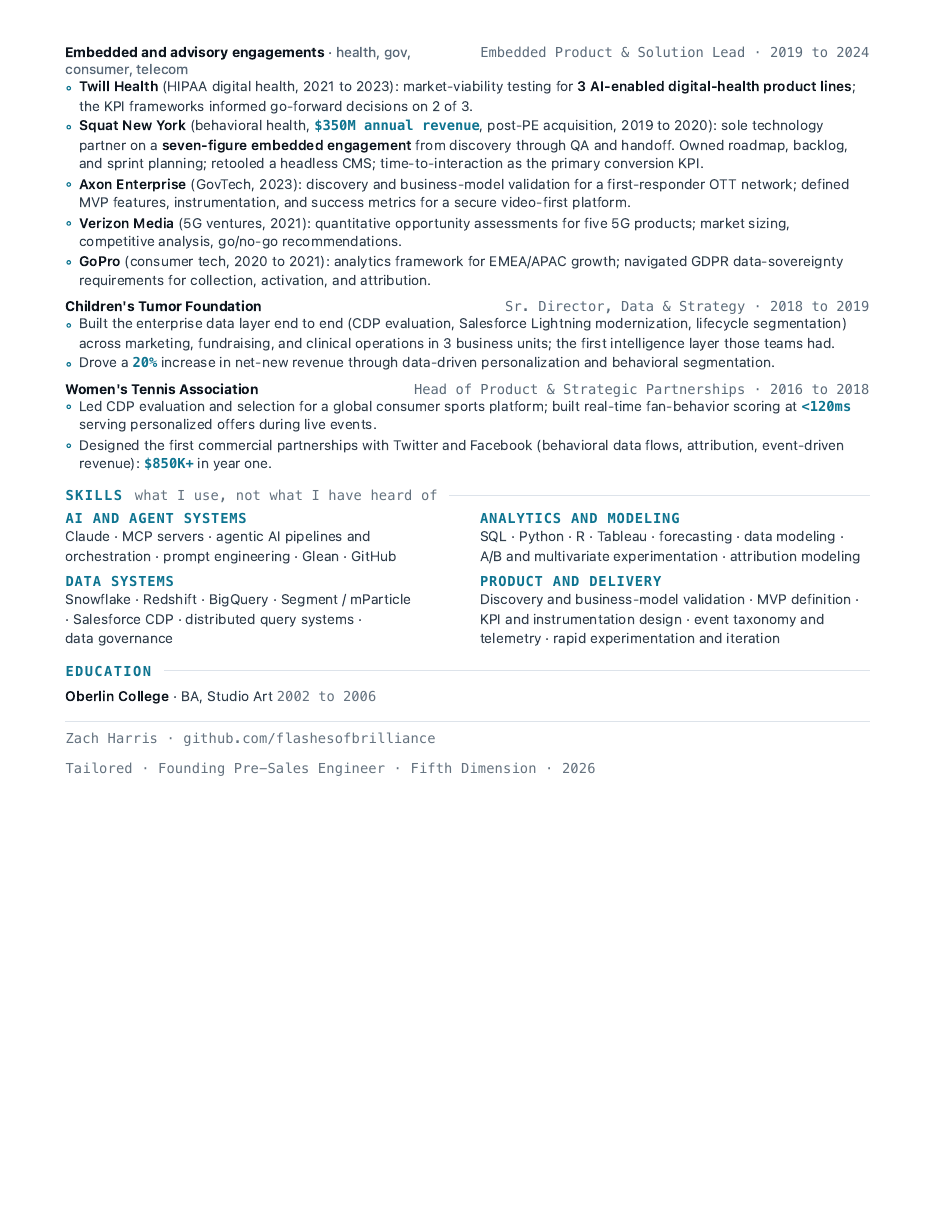 Embedded and advisory engagements · health, gov, consumer, telecom
Embedded Product & Solution Lead · 2019 to 2024
Twill Health (HIPAA digital health, 2021 to 2023): market-viability testing for 3 AI-enabled digital-health product lines;
the KPI frameworks informed go-forward decisions on 2 of 3.
Squat New York (behavioral health, $350M annual revenue, post-PE acquisition, 2019 to 2020): sole technology
partner on a seven-figure embedded engagement from discovery through QA and handoff. Owned roadmap, backlog,
and sprint planning; retooled a headless CMS; time-to-interaction as the primary conversion KPI.
Axon Enterprise (GovTech, 2023): discovery and business-model validation for a first-responder OTT network; defined
MVP features, instrumentation, and success metrics for a secure video-first platform.
Verizon Media (5G ventures, 2021): quantitative opportunity assessments for five 5G products; market sizing,
competitive analysis, go/no-go recommendations.
GoPro (consumer tech, 2020 to 2021): analytics framework for EMEA/APAC growth; navigated GDPR data-sovereignty
requirements for collection, activation, and attribution.
Children's Tumor Foundation
Sr. Director, Data & Strategy · 2018 to 2019
Built the enterprise data layer end to end (CDP evaluation, Salesforce Lightning modernization, lifecycle segmentation)
across marketing, fundraising, and clinical operations in 3 business units; the first intelligence layer those teams had.
Drove a 20% increase in net-new revenue through data-driven personalization and behavioral segmentation.
Women's Tennis Association
Head of Product & Strategic Partnerships · 2016 to 2018
Led CDP evaluation and selection for a global consumer sports platform; built real-time fan-behavior scoring at <120ms
serving personalized offers during live events.
Designed the first commercial partnerships with Twitter and Facebook (behavioral data flows, attribution, event-driven
revenue): $850K+ in year one.
SKILLS what I use, not what I have heard of
AI AND AGENT SYSTEMS
Claude · MCP servers · agentic AI pipelines and
orchestration · prompt engineering · Glean · GitHub
ANALYTICS AND MODELING
SQL · Python · R · Tableau · forecasting · data modeling ·
A/B and multivariate experimentation · attribution modeling
DATA SYSTEMS
Snowflake · Redshift · BigQuery · Segment / mParticle
· Salesforce CDP · distributed query systems ·
data governance
PRODUCT AND DELIVERY
Discovery and business-model validation · MVP definition ·
KPI and instrumentation design · event taxonomy and
telemetry · rapid experimentation and iteration
EDUCATION
Oberlin College · BA, Studio Art 2002 to 2006
Zach Harris · github.com/flashesofbrilliance
Tailored · Founding Pre-Sales Engineer · Fifth Dimension · 2026